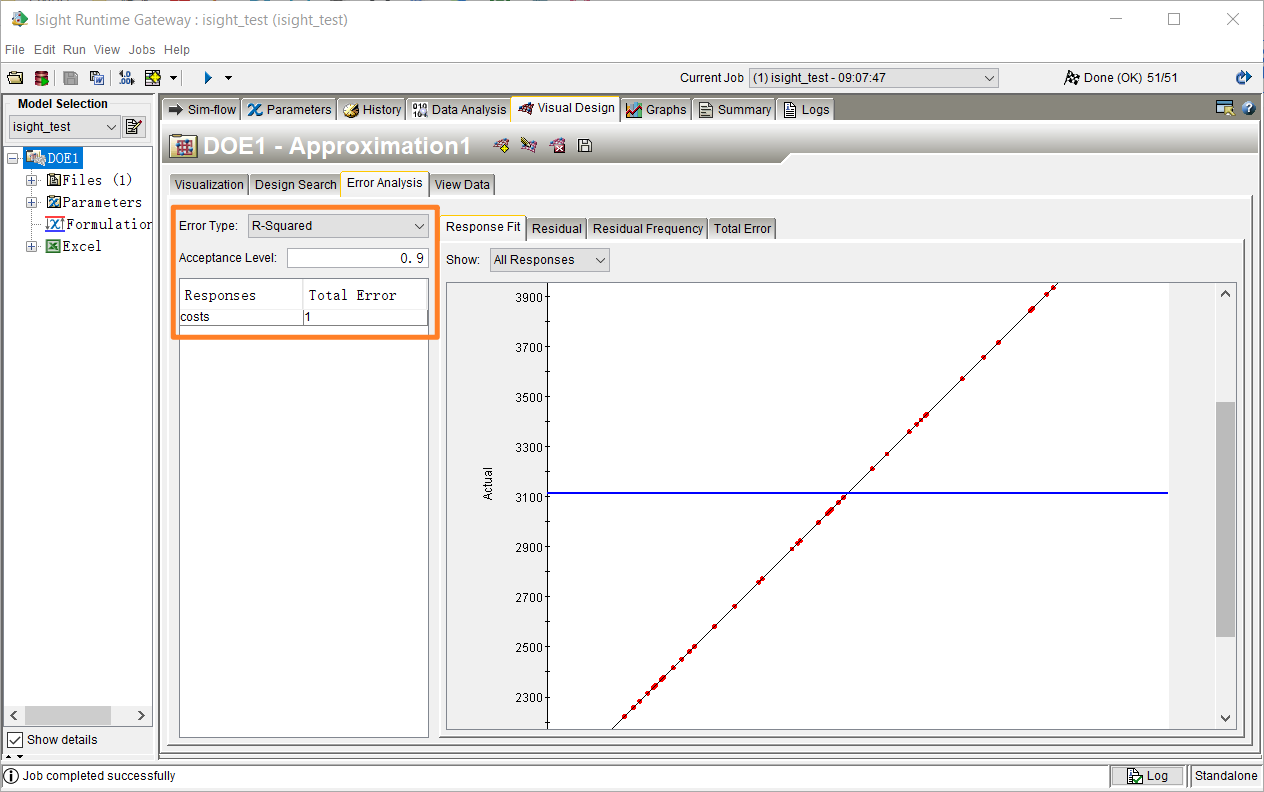 Isight Runtime Gateway : isight_test (isight_test)
File Edit Run View Jobs Help
Current Job (1) isight_test - 09:07:47 Done (OK) 51/51
Model Selection
isight_test
DOE1
Files (1)
Parameters
Formulation
Excel
Show details
Sim-flow Parameters History Data Analysis Visual Design Graphs Summary Logs
DOE1 - Approximation1
Visualization Design Search Error Analysis View Data
Error Type: R-Squared
Acceptance Level: 0.9
Responses Total Error
costs 1
Response Fit Residual Residual Frequency Total Error
Show: All Responses
Actual
3900
3700
3500
3300
3100
2900
2700
2500
2300
Job completed successfully
Log
Standalone